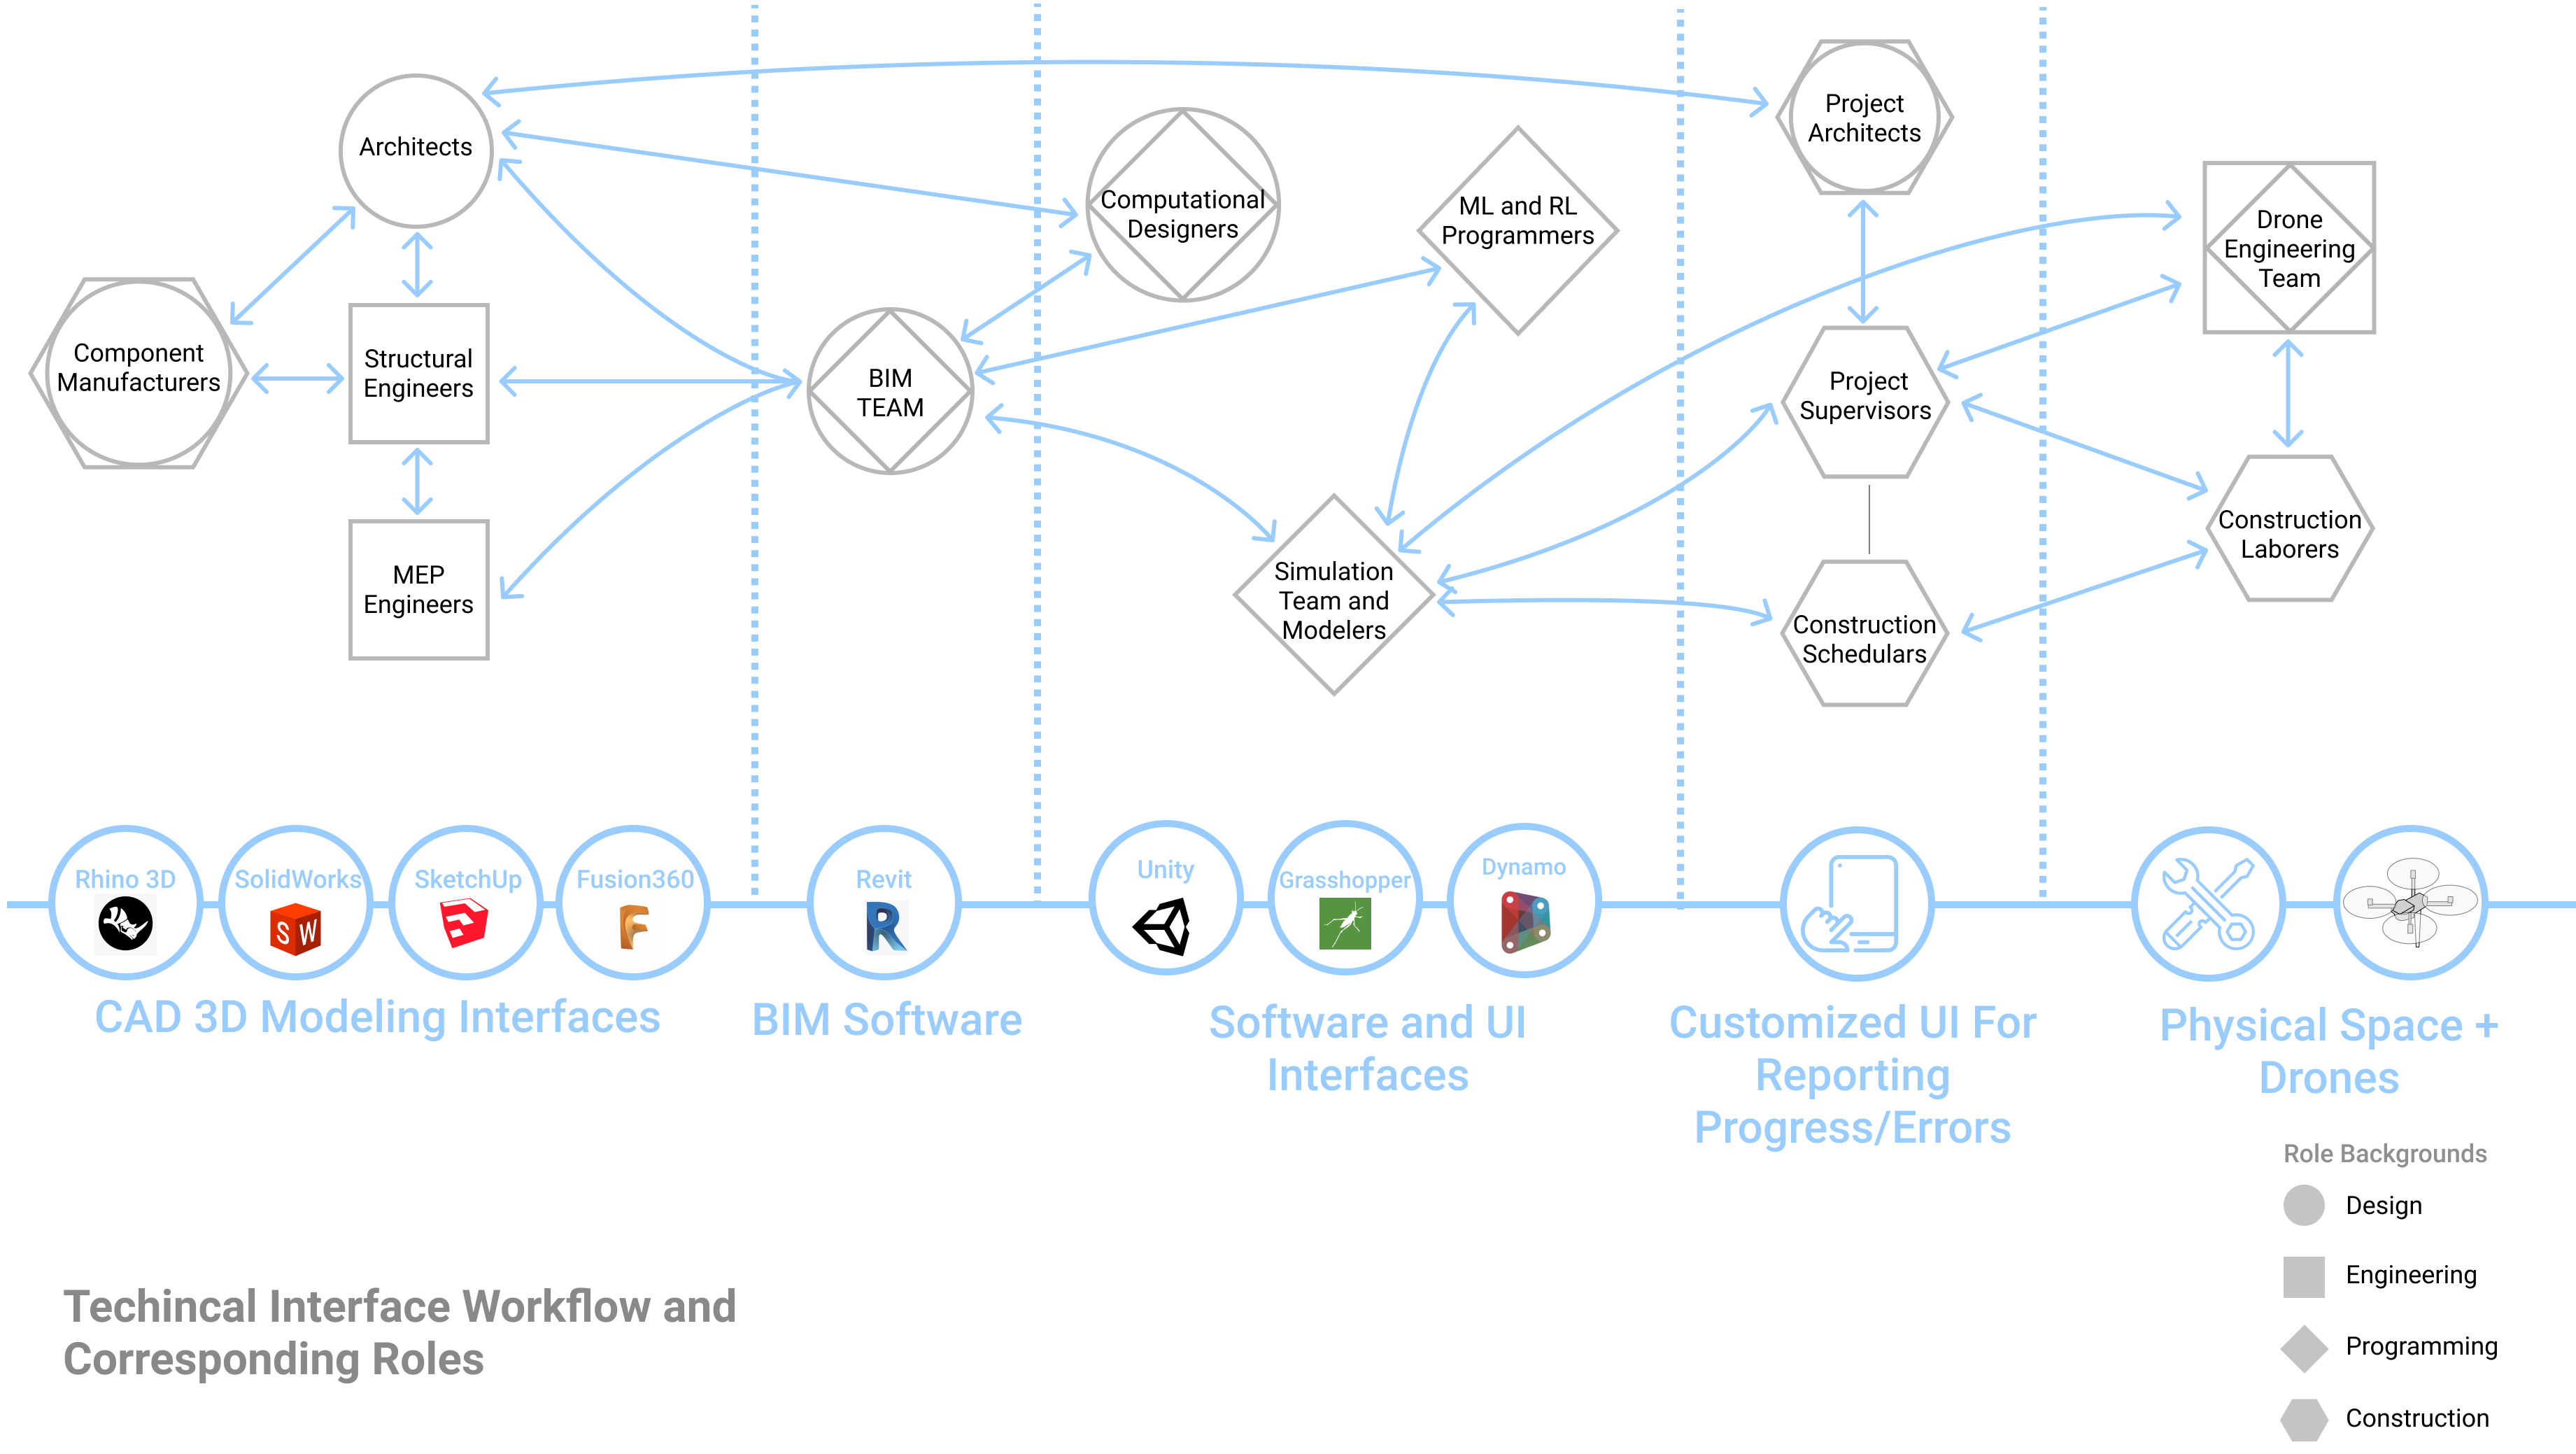 Architects
Component
Manufacturers
Structural
Engineers
MEP
Engineers
BIM
TEAM
Computational
Designers
ML and RL
Programmers
Simulation
Team and
Modelers
Project
Architects
Project
Supervisors
Construction
Schedulars
Drone
Engineering
Team
Construction
Laborers
Rhino 3D
SolidWorks
SW
SketchUp
Fusion360
F
Revit
R
Unity
Grasshopper
Dynamo
CAD 3D Modeling Interfaces
BIM Software
Software and UI
Interfaces
Customized UI For
Reporting
Progress/Errors
Physical Space +
Drones
Role Backgrounds
Design
Engineering
Programming
Construction
Techincal Interface Workflow and
Corresponding Roles